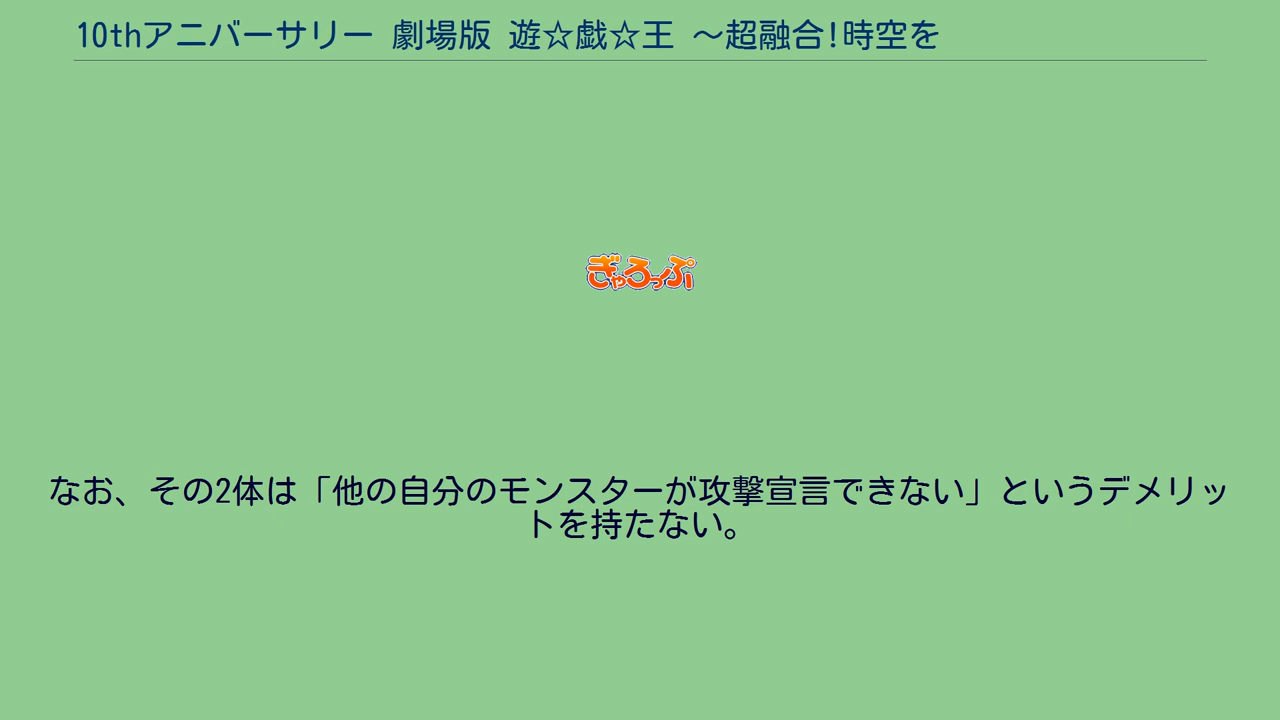 10thアニバーサリー 劇場版 遊☆戯☆王 ～超融合!時空を
ぎゃろっぷ
なお、その2体は「他の自分のモンスターが攻撃宣言できない」というデメリッ
トを持たない。